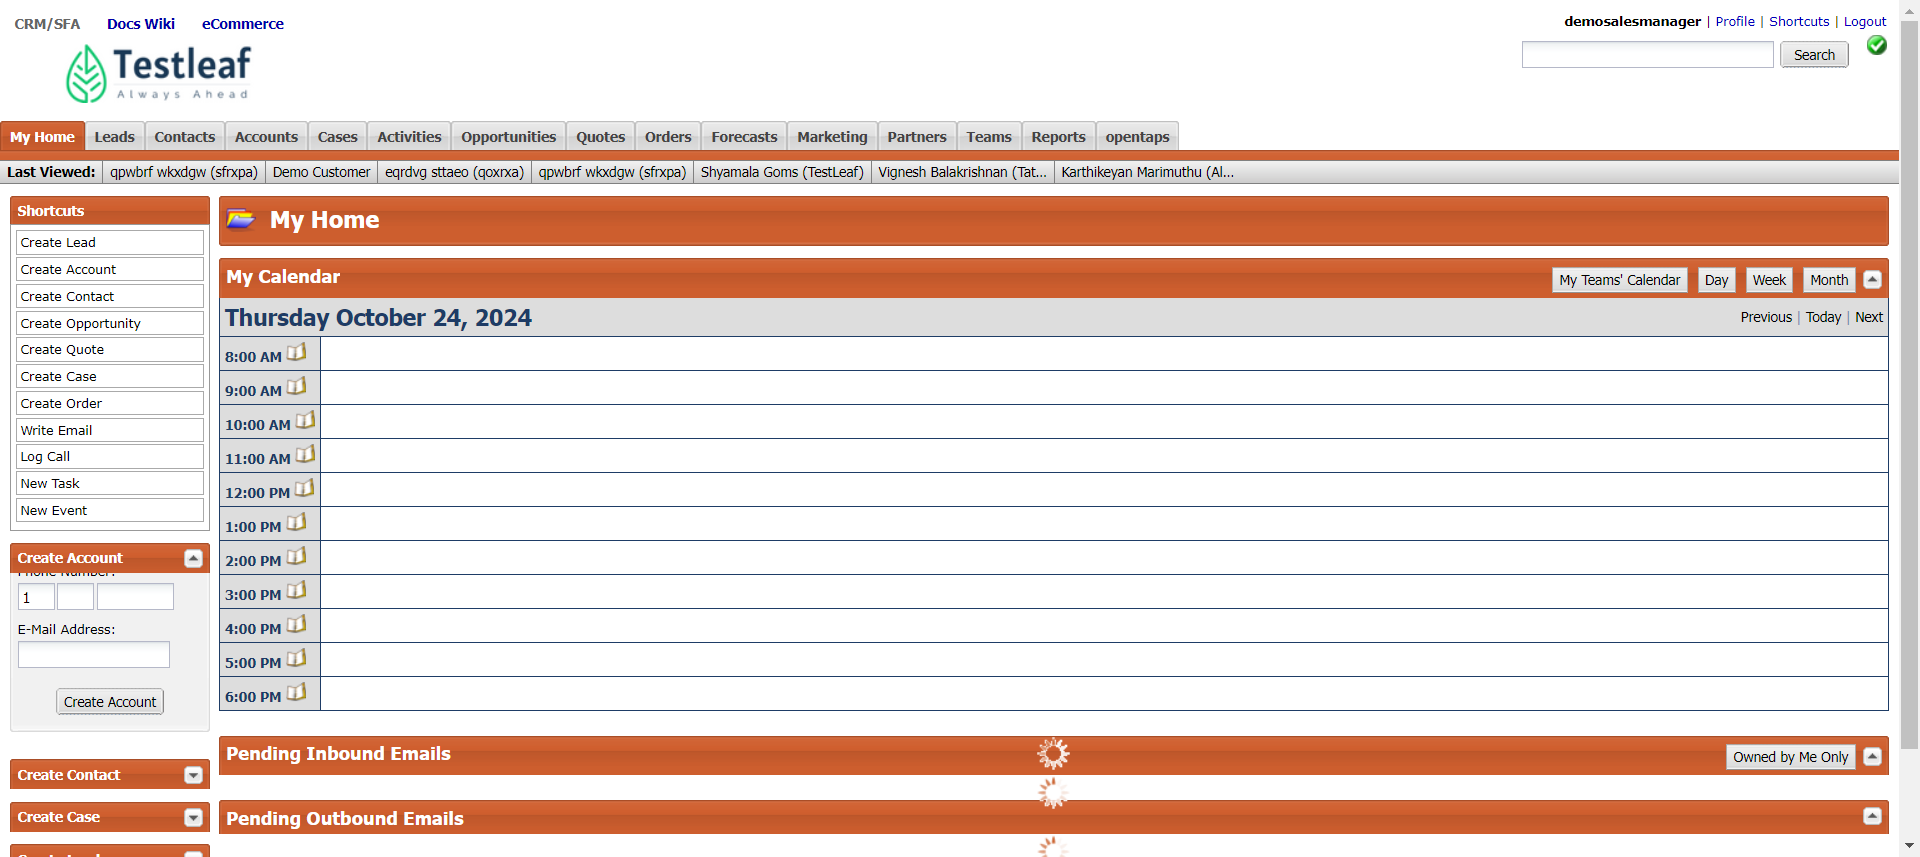 CRM/SFA Docs Wiki eCommerce
demosalesmanager | Profile | Shortcuts | Logout
Search
Testleaf
Always Ahead
My Home Leads Contacts Accounts Cases Activities Opportunities Quotes Orders Forecasts Marketing Partners Teams Reports opentaps
Last Viewed: qpwbrf wkxdgw (sfrxpa) Demo Customer eqrdvg sttaeo (qoxrxa) qpwbrf wkxdgw (sfrxpa) Shyamala Goms (TestLeaf) Vignesh Balakrishnan (Tat... Karthikeyan Marimuthu (Al...
Shortcuts
Create Lead
Create Account
Create Contact
Create Opportunity
Create Quote
Create Case
Create Order
Write Email
Log Call
New Task
New Event
Create Account
Phone Number:
1
E-Mail Address:
Create Account
Create Contact
Create Case
My Home
My Calendar
My Teams' Calendar Day Week Month
Thursday October 24, 2024
Previous | Today | Next
8:00 AM
9:00 AM
10:00 AM
11:00 AM
12:00 PM
1:00 PM
2:00 PM
3:00 PM
4:00 PM
5:00 PM
6:00 PM
Pending Inbound Emails
Owned by Me Only
Pending Outbound Emails